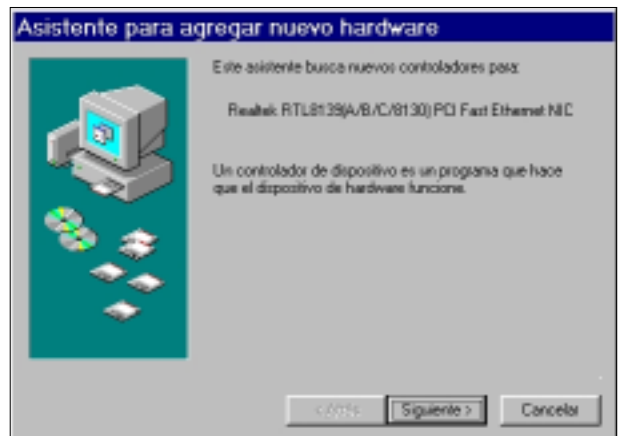 Asistente para agregar nuevo hardware
Este asistente busca nuevos controladores para:
Realtek RTL8139(A/B/C/8130) PCI Fast Ethernet NIC
Un controlador de dispositivo es un programa que hace
que el dispositivo de hardware funcione.
< Atrás
Siguiente >
Cancelar